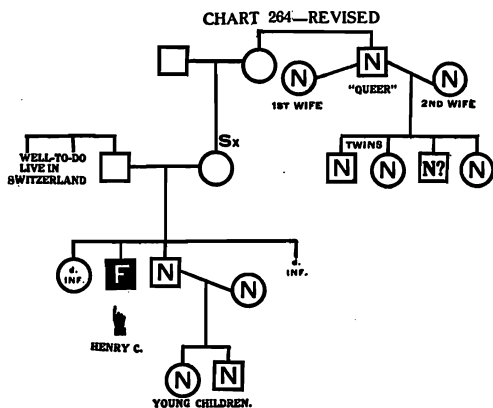 CHART 264—REVISED
N
N
N
1ST WIFE
"QUEER"
2ND WIFE
Sx
TWINS
N
N
N?
N
WELL-TO-DO
LIVE IN
SWITZERLAND
d.
INF.
F
N
N
d.
INF.
HENRY C.
N
N
YOUNG CHILDREN.